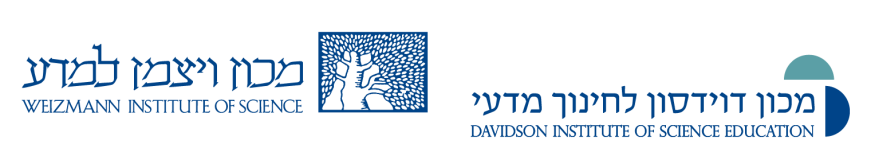 מכון ויצמן למדע
WEIZMANN INSTITUTE OF SCIENCE
מכון דוידסון לחינוך מדעי
DAVIDSON INSTITUTE OF SCIENCE EDUCATION